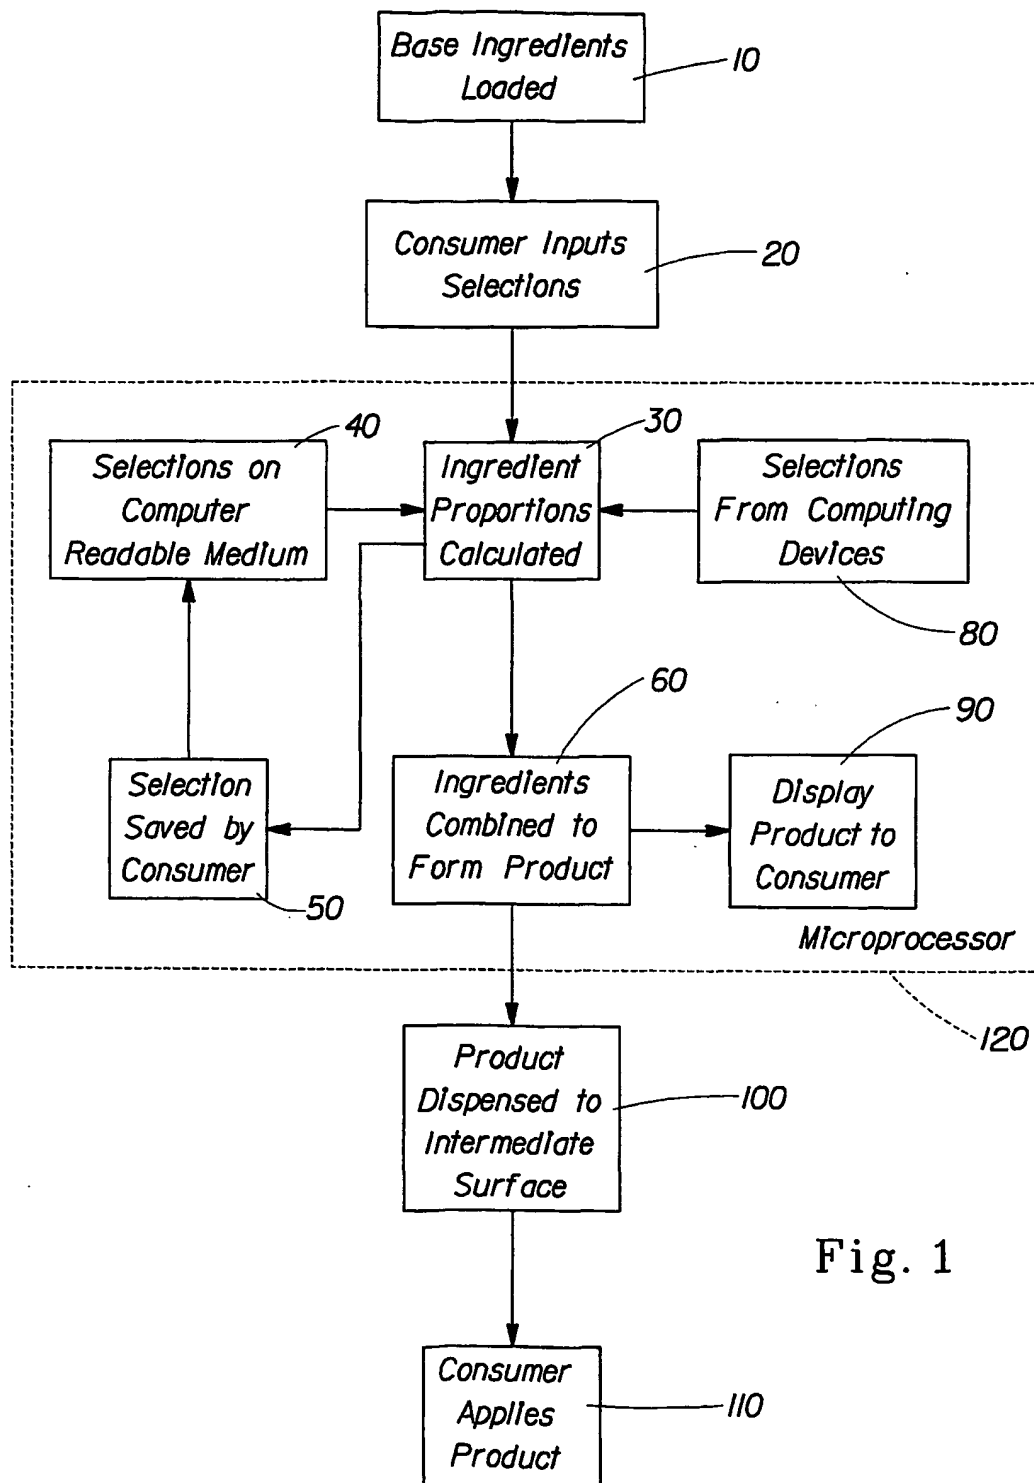 Base Ingredients
Loaded
10
Consumer Inputs
Selections
20
40
Selections on
Computer
Readable Medium
30
Ingredient
Proportions
Calculated
Selections
From Computing
Devices
80
60
90
Selection
Saved by
Consumer
50
Ingredients
Combined to
Form Product
Display
Product to
Consumer
Microprocessor
120
Product
Dispensed to
Intermediate
Surface
100
Fig. 1
Consumer
Applies
Product
110